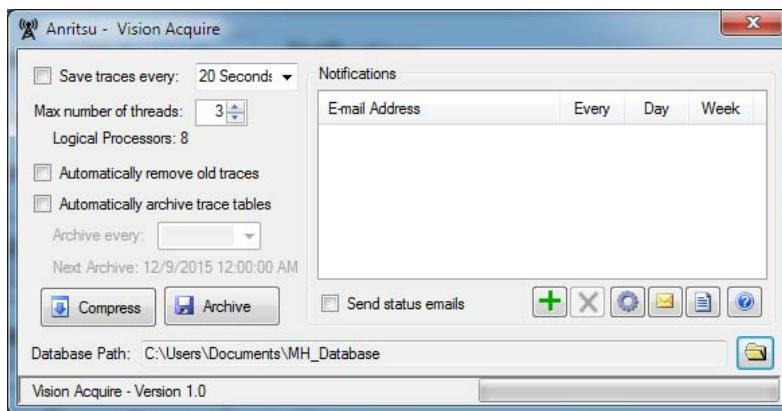 Anritsu - Vision Acquire
Save traces every: 20 Seconds
Max number of threads: 3
Logical Processors: 8
Automatically remove old traces
Automatically archive trace tables
Archive every:
Next Archive: 12/9/2015 12:00:00 AM
Compress Archive
Notifications
E-mail Address Every Day Week
Send status emails
Database Path: C:\Users\Documents\MH_Database
Vision Acquire - Version 1.0